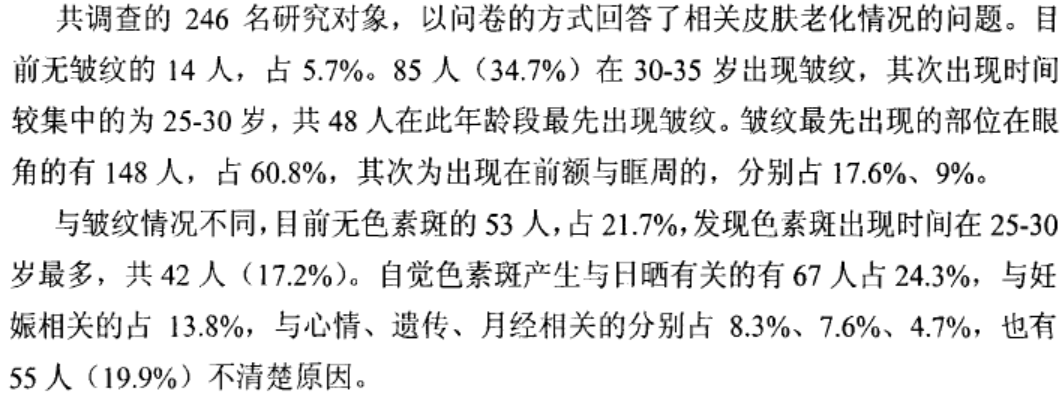 共调查的 246 名研究对象，以问卷的方式回答了相关皮肤老化情况的问题。目
前无皱纹的 14 人，占 5.7%。85 人（34.7%）在 30-35 岁出现皱纹，其次出现时间
较集中的为 25-30 岁，共 48 人在此年龄段最先出现皱纹。皱纹最先出现的部位在眼
角的有 148 人，占 60.8%，其次为出现在前额与眶周的，分别占 17.6%、9%。
与皱纹情况不同，目前无色素斑的 53 人，占 21.7%，发现色素斑出现时间在 25-30
岁最多，共 42 人（17.2%）。自觉色素斑产生与日晒有关的有 67 人占 24.3%，与妊
娠相关的占 13.8%，与心情、遗传、月经相关的分别占 8.3%、7.6%、4.7%，也有
55 人（19.9%）不清楚原因。